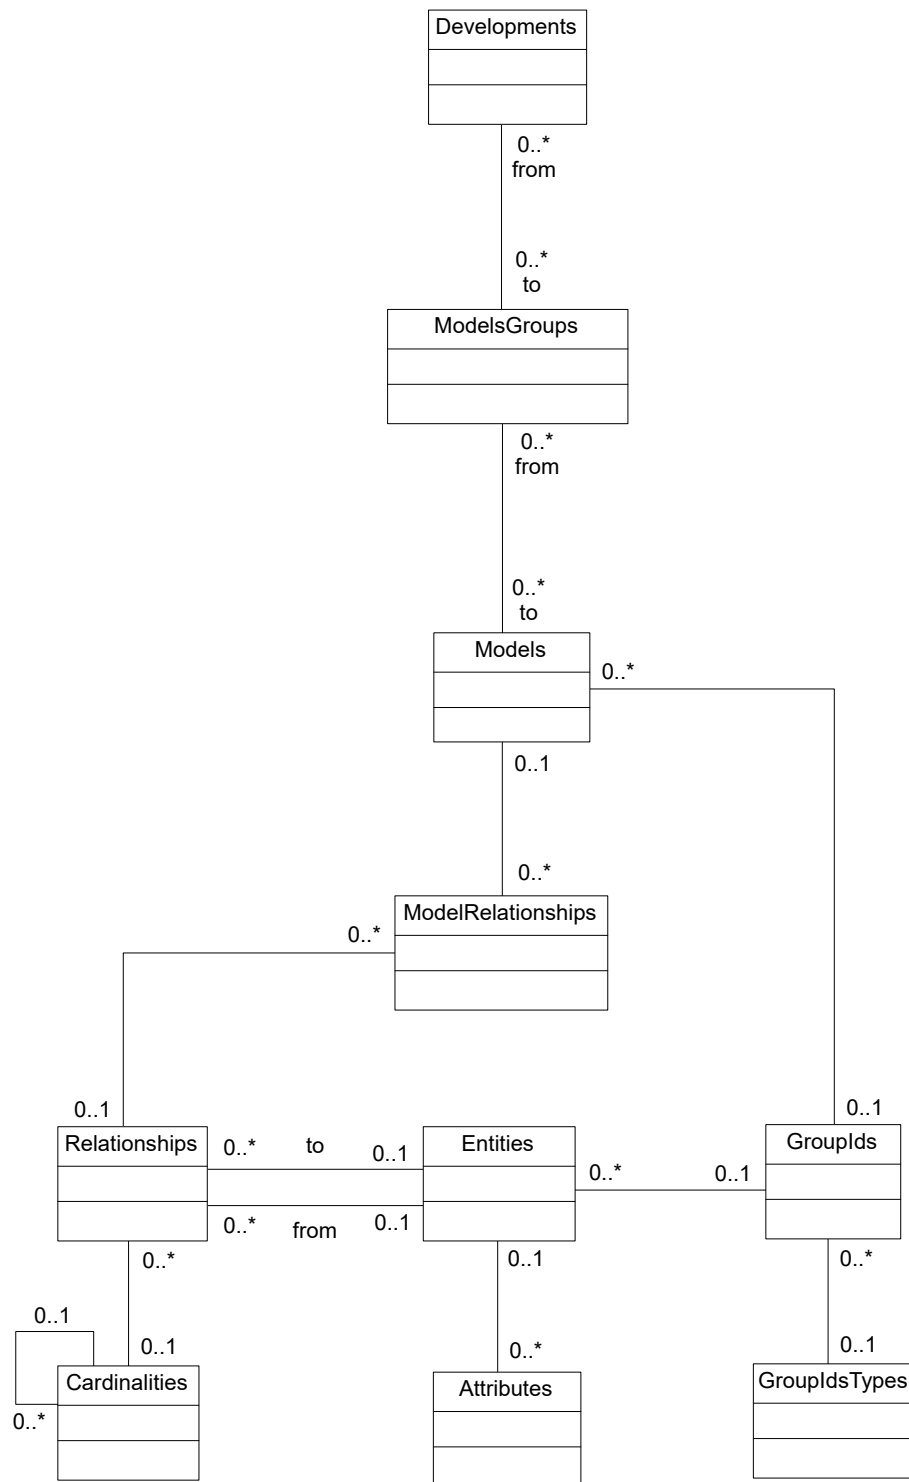 Developments
0..*
from
0..*
to
ModelsGroups
0..*
from
0..*
to
Models
0..*
0..1
0..*
ModelRelationships
0..*
0..1
0..1
Relationships
0..*
to
0..1
Entities
0..*
0..1
GroupIds
0..*
from
0..1
0..*
0..1
0..*
0..1
0..1
0..*
0..1
Cardinalities
0..*
Attributes
GroupIdsTypes